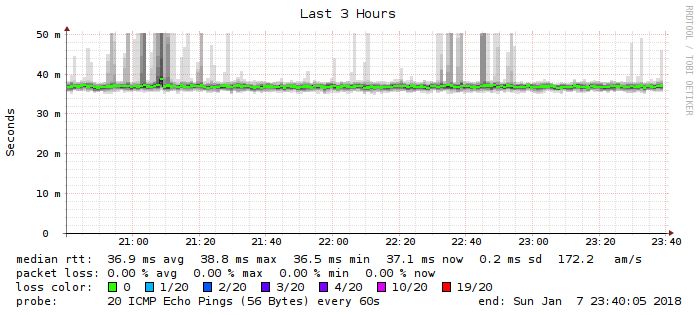 Last 3 Hours
RRDTOOL / TOBI OETIKER
Seconds
50 m
40 m
30 m
20 m
10 m
0
21:00 21:20 21:40 22:00 22:20 22:40 23:00 23:20 23:40
median rtt: 36.9 ms avg 38.8 ms max 36.5 ms min 37.1 ms now 0.2 ms sd 172.2 am/s
packet loss: 0.00 % avg 0.00 % max 0.00 % min 0.00 % now
loss color: 0 1/20 2/20 3/20 4/20 10/20 19/20
probe: 20 ICMP Echo Pings (56 Bytes) every 60s end: Sun Jan 7 23:40:05 2018